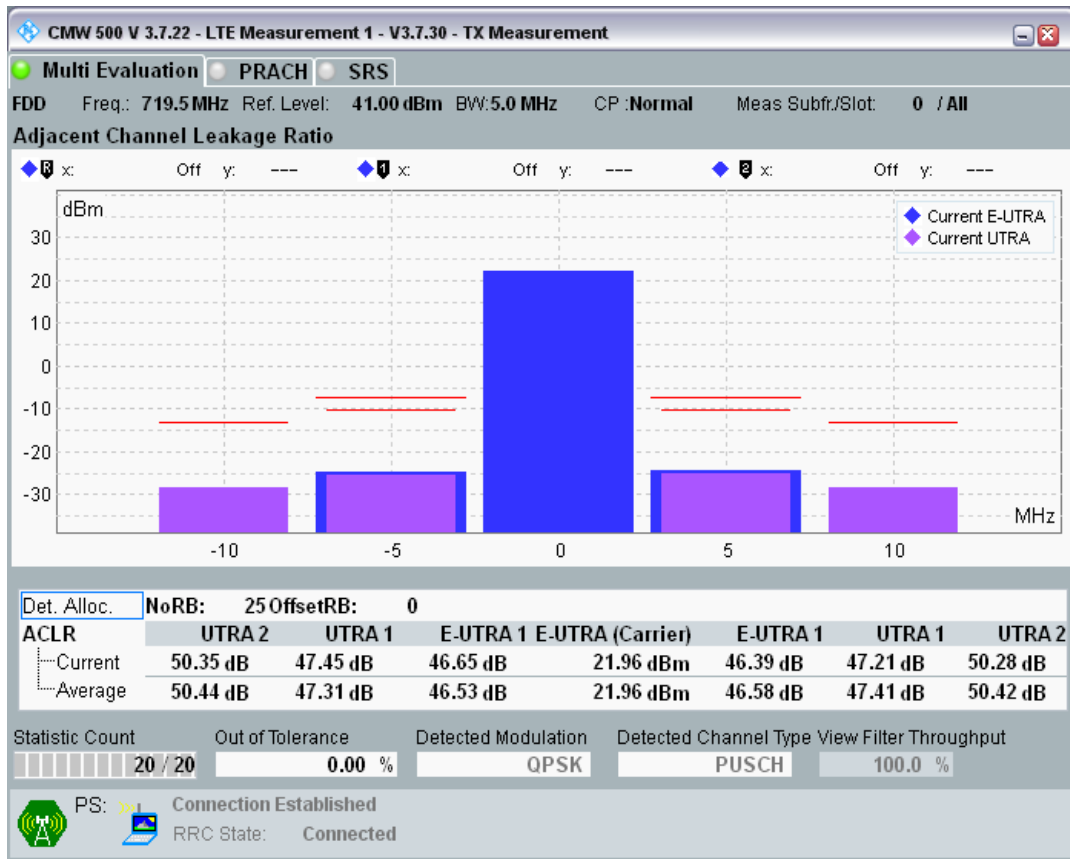 CMW 500 V 3.7.22 - LTE Measurement 1 - V3.7.30 - TX Measurement
Multi Evaluation PRACH SRS
FDD Freq.: 719.5 MHz Ref. Level: 41.00 dBm BW:5.0 MHz CP :Normal Meas Subfr./Slot: 0 / All
Adjacent Channel Leakage Ratio
R x: Off y: --- 1 x: Off y: --- 2 x: Off y: ---
dBm
Current E-UTRA
Current UTRA
30
20
10
0
-10
-20
-30
MHz
-10 -5 0 5 10
Det. Alloc. NoRB: 25 OffsetRB: 0
ACLR UTRA 2 UTRA 1 E-UTRA 1 E-UTRA (Carrier) E-UTRA 1 UTRA 1 UTRA 2
Current 50.35 dB 47.45 dB 46.65 dB 21.96 dBm 46.39 dB 47.21 dB 50.28 dB
Average 50.44 dB 47.31 dB 46.53 dB 21.96 dBm 46.58 dB 47.41 dB 50.42 dB
Statistic Count Out of Tolerance Detected Modulation Detected Channel Type View Filter Throughput
20 / 20 0.00 % QPSK PUSCH 100.0 %
PS: Connection Established
RRC State: Connected